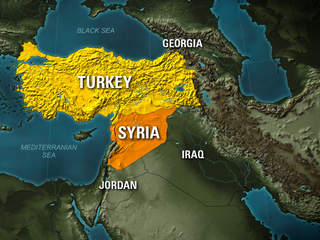 BLACK SEA
GEORGIA
TURKEY
SYRIA
MEDITERRANEAN
SEA
IRAQ
JORDAN